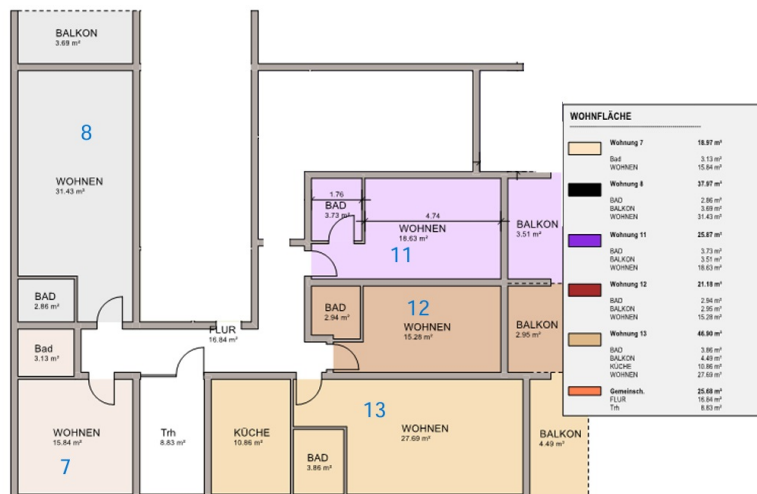 BALKON
3.69 m²
8
WOHNEN
31.43 m²
BAD
2.86 m²
Bad
3.13 m²
WOHNEN
15.84 m²
7
Trh
8.83 m²
FLUR
16.84 m²
1.76
BAD
3.73 m²
4.74
WOHNEN
18.63 m²
11
BALKON
3.51 m²
BAD
2.94 m²
12
WOHNEN
15.28 m²
BALKON
2.95 m²
KÜCHE
10.86 m²
13
WOHNEN
27.69 m²
BAD
3.86 m²
BALKON
4.49 m²
WOHNFLÄCHE
Wohnung 7 18.97 m²
Bad 3.13 m²
WOHNEN 15.84 m²
Wohnung 8 37.97 m²
BAD 2.86 m²
BALKON 3.69 m²
WOHNEN 31.43 m²
Wohnung 11 25.87 m²
BAD 3.73 m²
BALKON 3.51 m²
WOHNEN 18.63 m²
Wohnung 12 21.18 m²
BAD 2.94 m²
BALKON 2.95 m²
WOHNEN 15.28 m²
Wohnung 13 46.90 m²
BAD 3.86 m²
BALKON 4.49 m²
KÜCHE 10.86 m²
WOHNEN 27.69 m²
Gemeinsch. 25.68 m²
FLUR 16.84 m²
Trh 8.83 m²